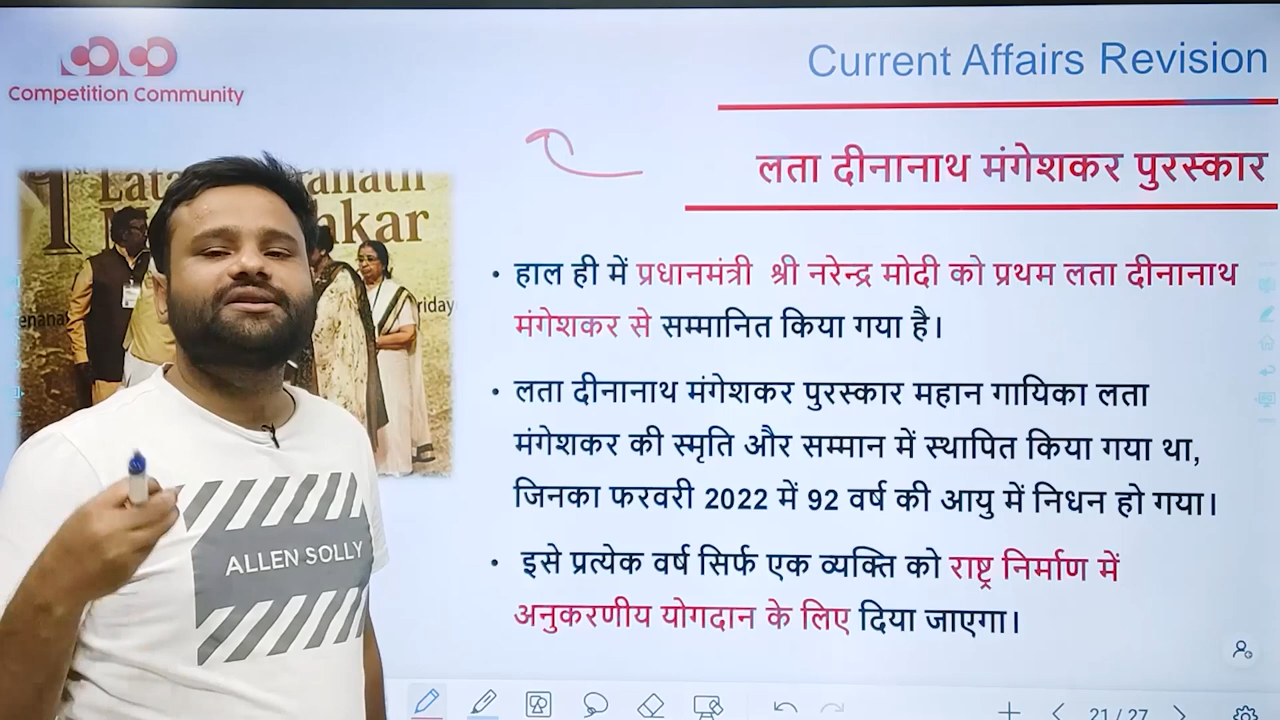 Competition Community
Current Affairs Revision
लता दीनानाथ मंगेशकर पुरस्कार
• हाल ही में प्रधानमंत्री श्री नरेन्द्र मोदी को प्रथम लता दीनानाथ
मंगेशकर से सम्मानित किया गया है।
• लता दीनानाथ मंगेशकर पुरस्कार महान गायिका लता
मंगेशकर की स्मृति और सम्मान में स्थापित किया गया था,
जिनका फरवरी 2022 में 92 वर्ष की आयु में निधन हो गया।
• इसे प्रत्येक वर्ष सिर्फ एक व्यक्ति को राष्ट्र निर्माण में
अनुकरणीय योगदान के लिए दिया जाएगा।
ALLEN SOLLY
21 / 27